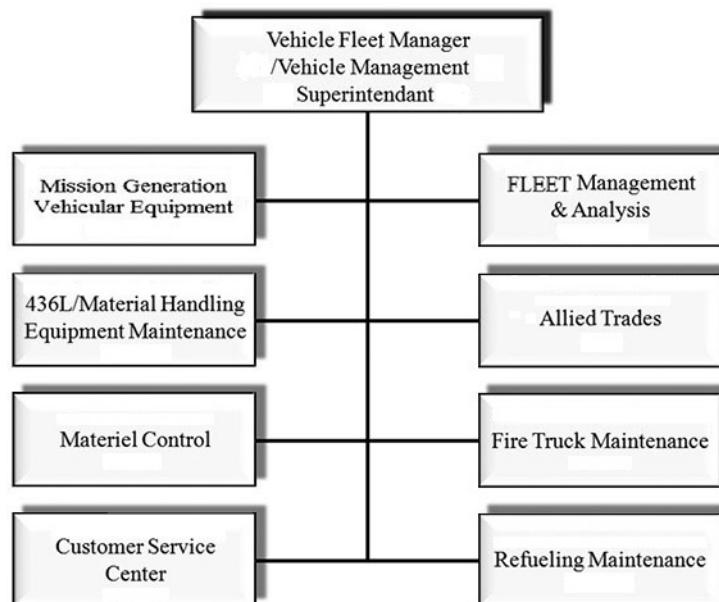 Vehicle Fleet Manager
/Vehicle Management
Superintendant
Mission Generation
Vehicular Equipment
FLEET Management
& Analysis
436L/Material Handling
Equipment Maintenance
Allied Trades
Materiel Control
Fire Truck Maintenance
Customer Service
Center
Refueling Maintenance